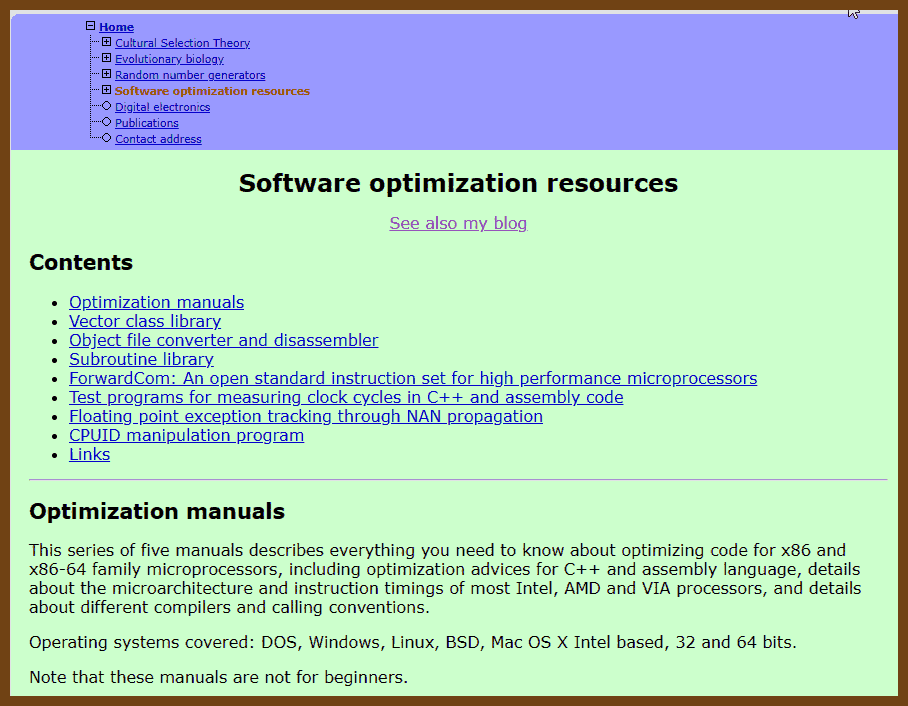 Home
Cultural Selection Theory
Evolutionary biology
Random number generators
Software optimization resources
Digital electronics
Publications
Contact address
Software optimization resources
See also my blog
Contents
Optimization manuals
Vector class library
Object file converter and disassembler
Subroutine library
ForwardCom: An open standard instruction set for high performance microprocessors
Test programs for measuring clock cycles in C++ and assembly code
Floating point exception tracking through NAN propagation
CPUID manipulation program
Links
Optimization manuals
This series of five manuals describes everything you need to know about optimizing code for x86 and
x86-64 family microprocessors, including optimization advices for C++ and assembly language, details
about the microarchitecture and instruction timings of most Intel, AMD and VIA processors, and details
about different compilers and calling conventions.
Operating systems covered: DOS, Windows, Linux, BSD, Mac OS X Intel based, 32 and 64 bits.
Note that these manuals are not for beginners.